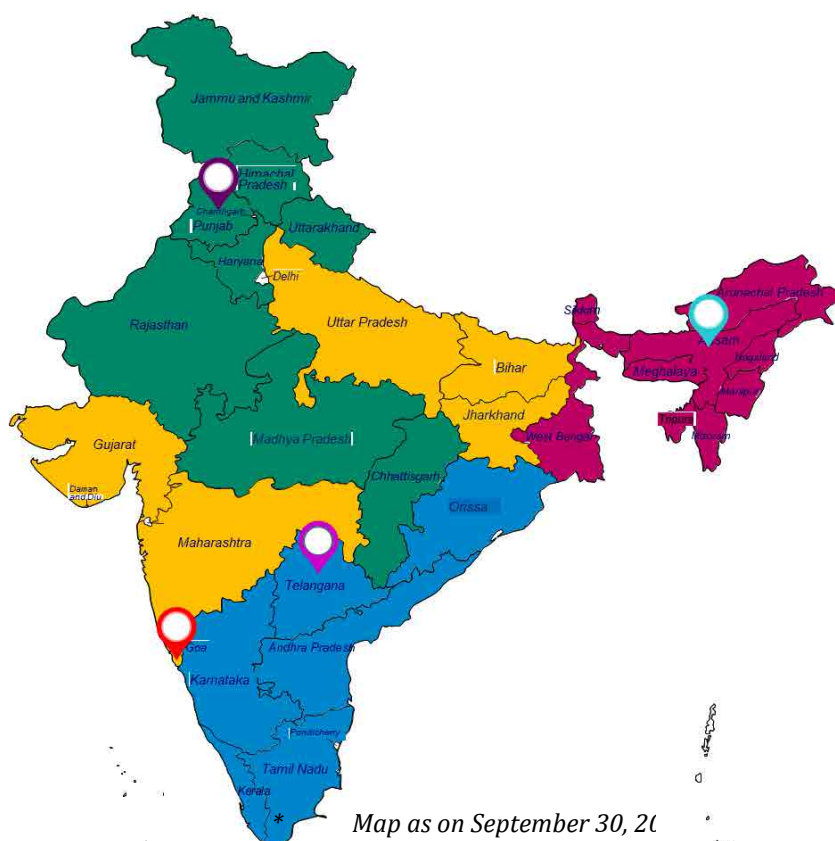 Jammu and Kashmir
Himachal
Pradesh
Chandigarh
Punjab
Uttarakhand
Haryana
Delhi
Rajasthan
Uttar Pradesh
Sikkim
Arunachal Pradesh
Assam
Nagaland
Meghalaya
Manipur
Bihar
Jharkhand
Tripura
Mizoram
West Bengal
Gujarat
Madhya Pradesh
Chhattisgarh
Daman
and Diu
Orissa
Maharashtra
Telangana
Goa
Andhra Pradesh
Karnataka
Pondicherry
Tamil Nadu
Kerala
*
Map as on September 30,